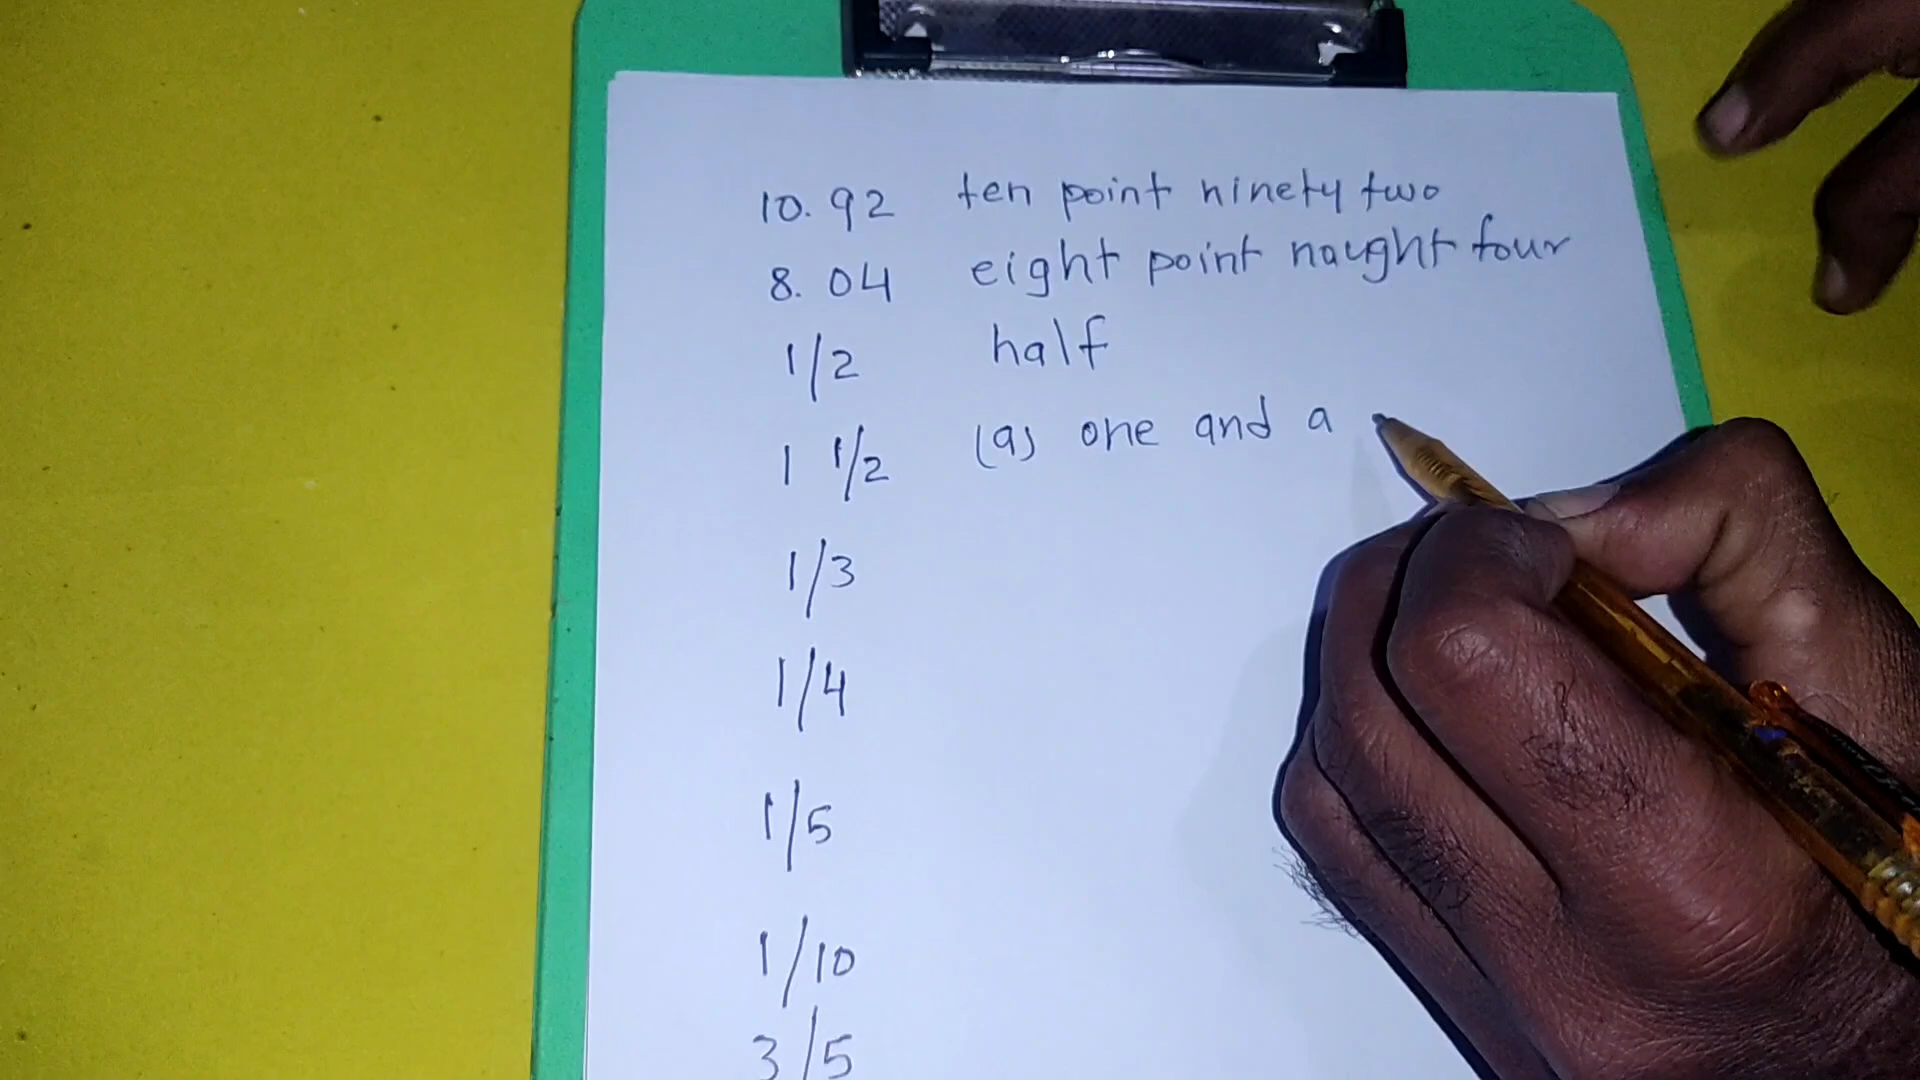 10.92 ten point ninety two
8.04 eight point naught four
1/2 half
1 1/2 (a) one and a
1/3
1/4
1/5
1/10
3/5